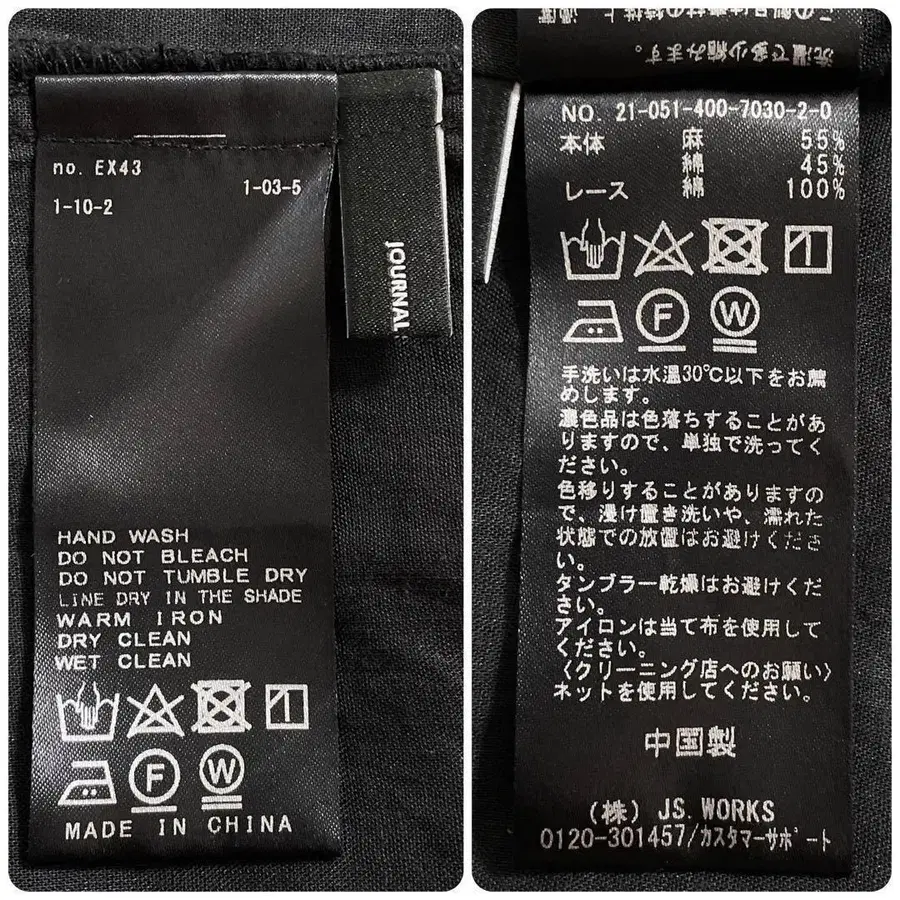 no. EX43
1-03-5
1-10-2
JOURNAL
HAND WASH
DO NOT BLEACH
DO NOT TUMBLE DRY
LINE DRY IN THE SHADE
WARM IRON
DRY CLEAN
WET CLEAN
F
W
MADE IN CHINA
洗濯で多少縮みます。
NO. 21-051-400-7030-2-0
本体 麻 55%
綿 45%
レース 綿 100%
F
W
手洗いは水温30℃以下をお薦
めします。
濃色品は色落ちすることがあ
りますので、単独で洗ってく
ださい。
色移りすることがありますの
で、浸け置き洗いや、濡れた
状態での放置はお避けくださ
い。
タンブラー乾燥はお避けくだ
さい。
アイロンは当て布を使用して
ください。
〈クリーニング店へのお願い〉
ネットを使用してください。
中国製
(株) JS.WORKS
0120-301457/カスタマーサポート